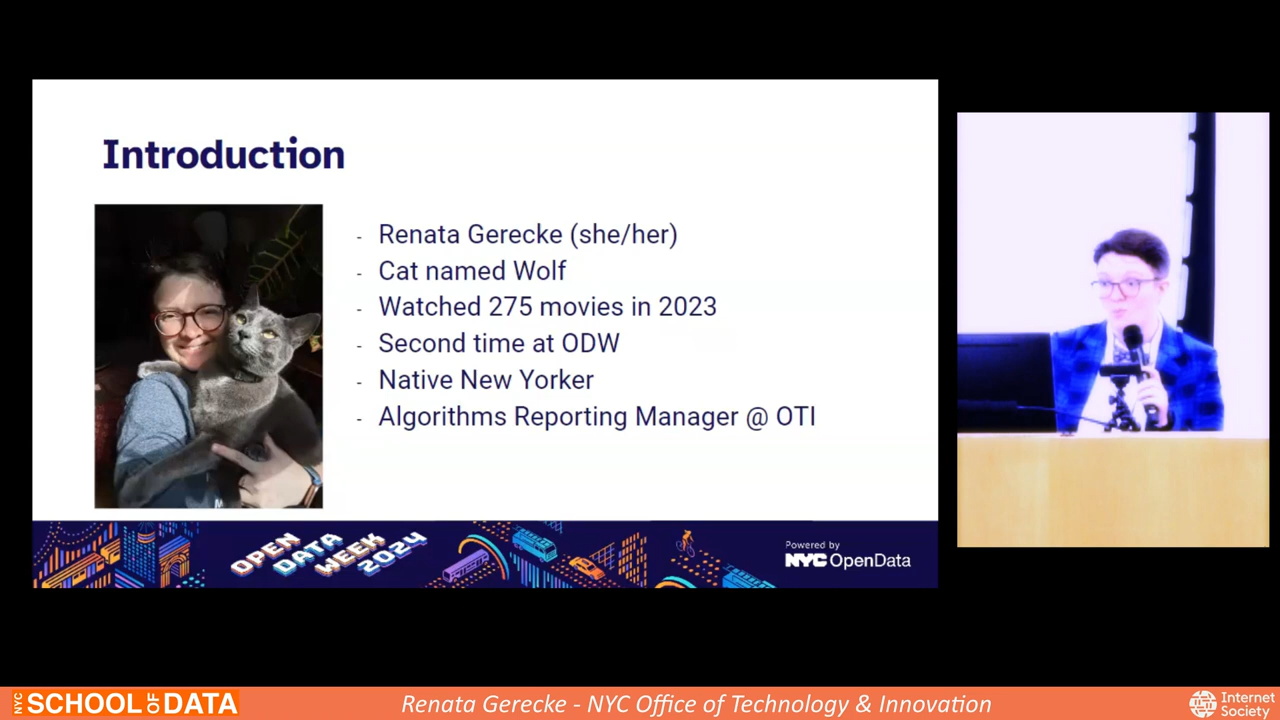 Introduction
- Renata Gerecke (she/her)
- Cat named Wolf
- Watched 275 movies in 2023
- Second time at ODW
- Native New Yorker
- Algorithms Reporting Manager @ OTI
OPEN
DATA
WEEK
2024
Powered by
NYC OpenData
NYC SCHOOL OF DATA
Renata Gerecke - NYC Office of Technology & Innovation
Internet
Society